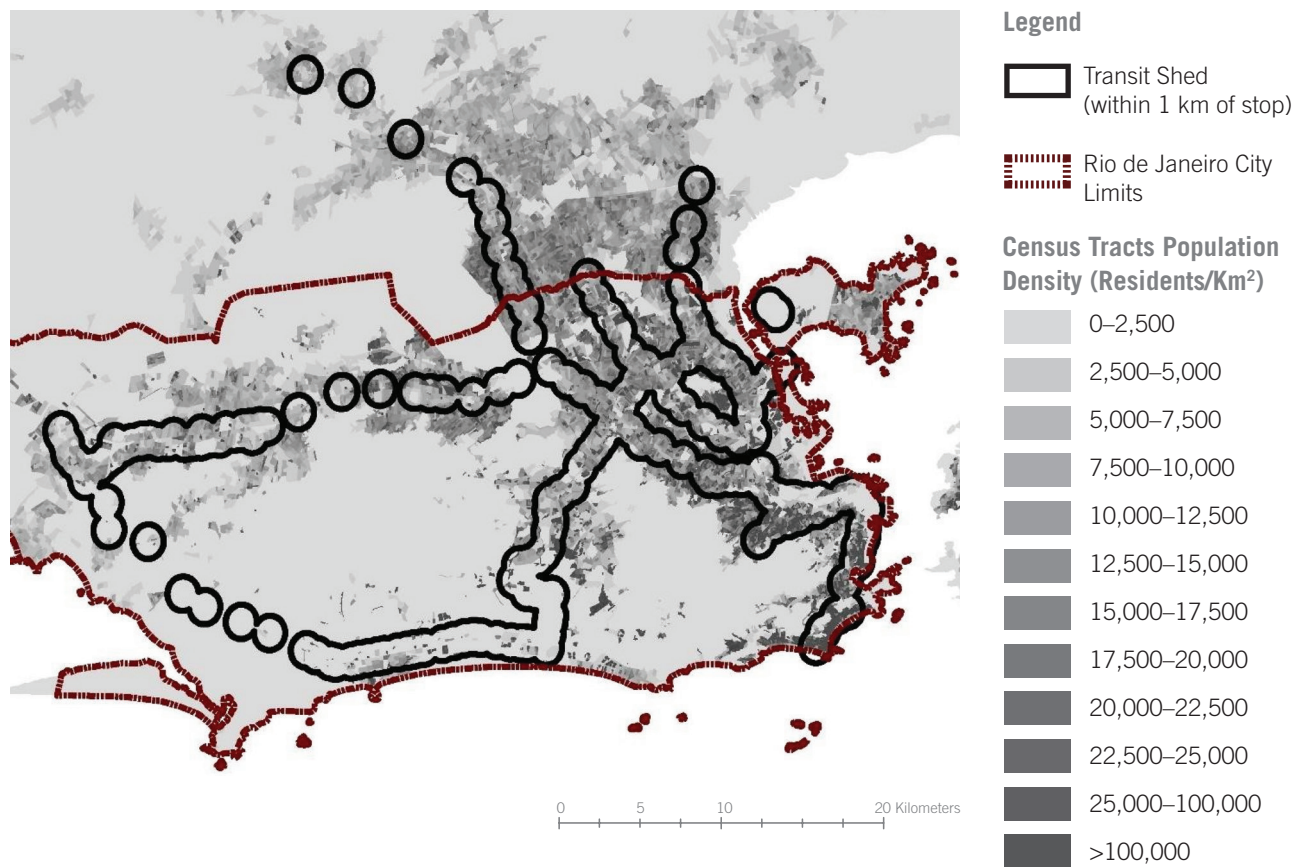 Legend
Transit Shed
(within 1 km of stop)
Rio de Janeiro City
Limits
Census Tracts Population
Density (Residents/Km²)
0–2,500
2,500–5,000
5,000–7,500
7,500–10,000
10,000–12,500
12,500–15,000
15,000–17,500
17,500–20,000
20,000–22,500
22,500–25,000
25,000–100,000
>100,000
0 5 10 20 Kilometers